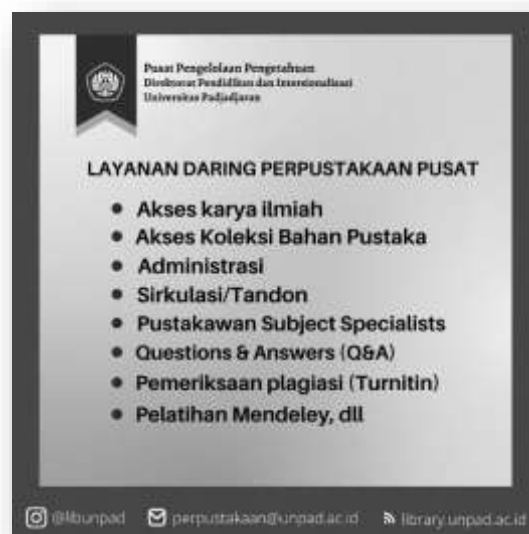 Pusat Pengelolaan Pengetahuan
Direktorat Pendidikan dan Internsionalisasi
Universitas Padjadjaran
LAYANAN DARING PERPUSTAKAAN PUSAT
Akses karya ilmiah
Akses Koleksi Bahan Pustaka
Administrasi
Sirkulasi/Tandon
Pustakawan Subject Specialists
Questions & Answers (Q&A)
Pemeriksaan plagiasi (Turnitin)
Pelatihan Mendeley, dll
@libunpad perpustakaan@unpad.ac.id library.unpad.ac.id